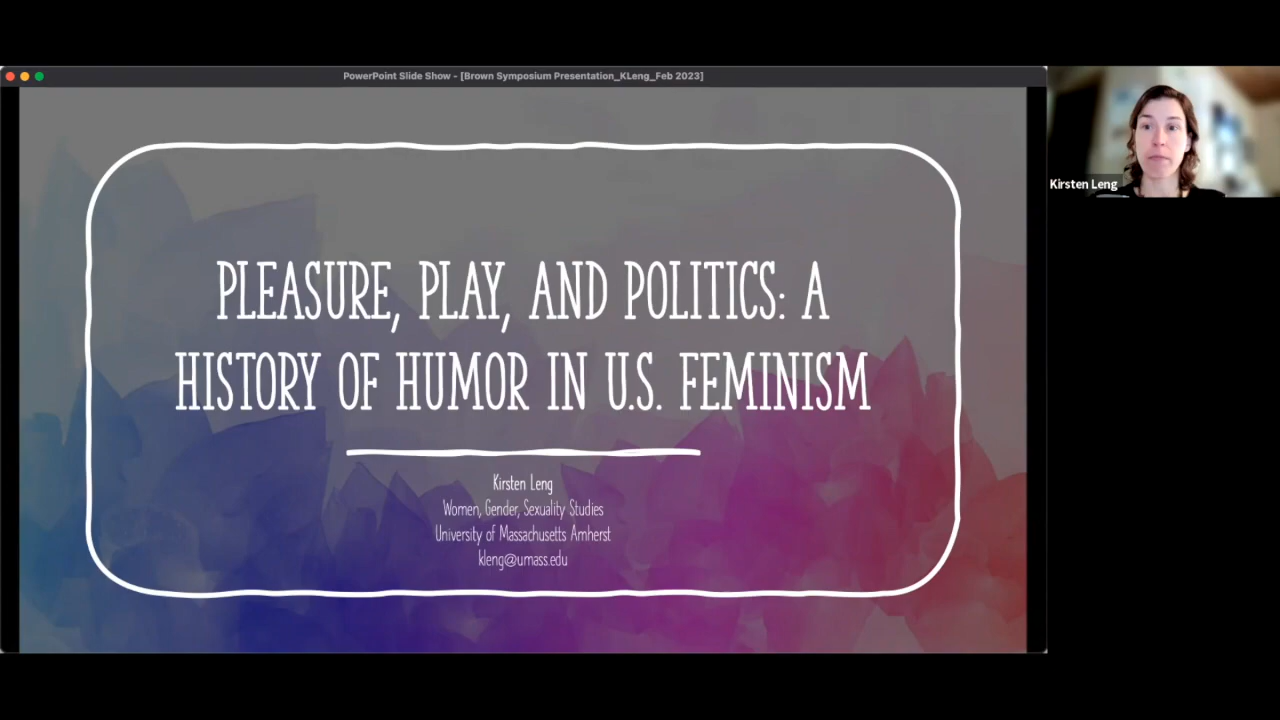 PowerPoint Slide Show - [Brown Symposium Presentation_KLeng_Feb 2023]
PLEASURE, PLAY, AND POLITICS: A
HISTORY OF HUMOR IN U.S. FEMINISM
Kirsten Leng
Women, Gender, Sexuality Studies
University of Massachusetts Amherst
kleng@umass.edu
Kirsten Leng